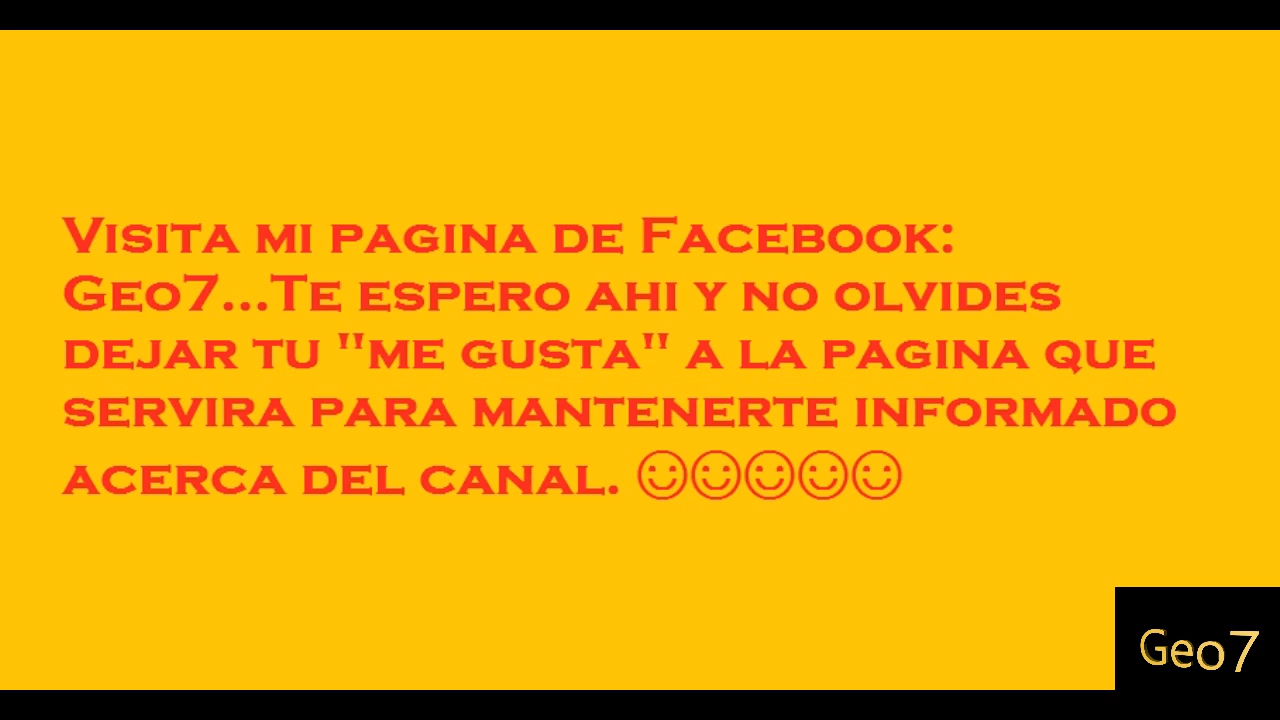 Visita mi pagina de Facebook:
Geo7...Te espero ahi y no olvides
dejar tu "me gusta" a la pagina que
servira para mantenerte informado
acerca del canal. ☺☺☺☺☺
Geo7